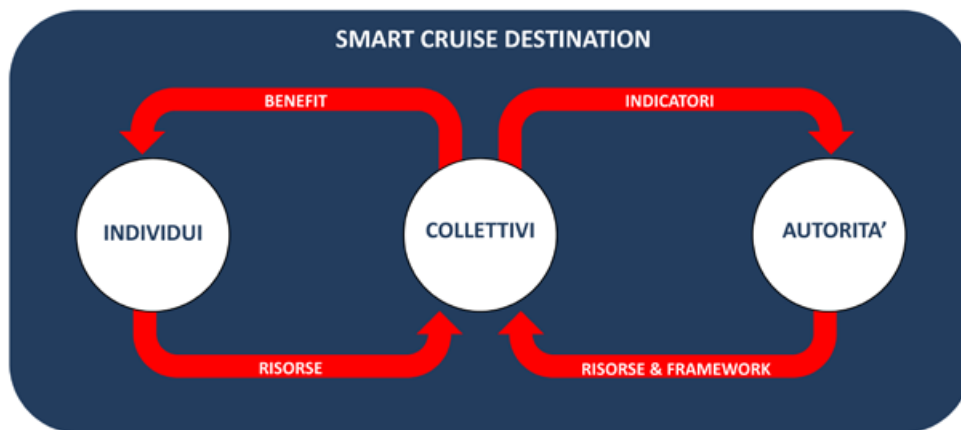 SMART CRUISE DESTINATION
BENEFIT
INDICATORI
INDIVIDUI
COLLETTIVI
AUTORITA’
RISORSE
RISORSE & FRAMEWORK